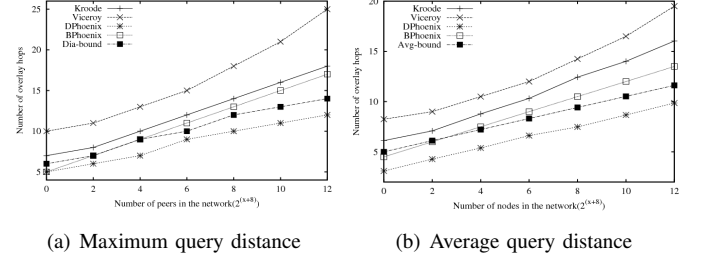 25
20
15
10
5
Number of overlay hops
Kroode
Viceroy
DPhoenix
BPhoenix
Dia-bound
0 2 4 6 8 10 12
Number of peers in the network(2^(x+8))
(a) Maximum query distance
20
15
10
5
Number of overlay hops
Kroode
Viceroy
DPhoenix
BPhoenix
Avg-bound
0 2 4 6 8 10 12
Number of nodes in the network(2^(x+8))
(b) Average query distance